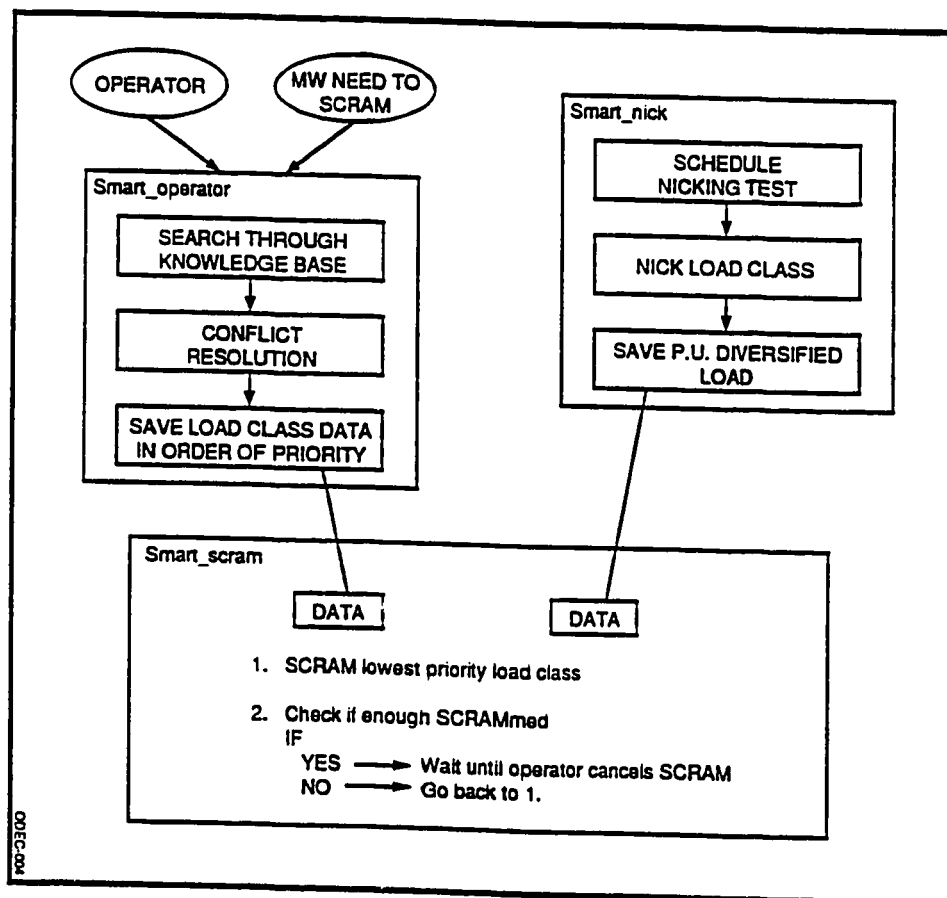 OPERATOR
MW NEED TO
SCRAM
Smart_operator
SEARCH THROUGH
KNOWLEDGE BASE
CONFLICT
RESOLUTION
SAVE LOAD CLASS DATA
IN ORDER OF PRIORITY
Smart_nick
SCHEDULE
NICKING TEST
NICK LOAD CLASS
SAVE P.U. DIVERSIFIED
LOAD
Smart_scram
DATA
DATA
1. SCRAM lowest priority load class
2. Check if enough SCRAMmed
IF
YES Wait until operator cancels SCRAM
NO Go back to 1.
ODEC-004